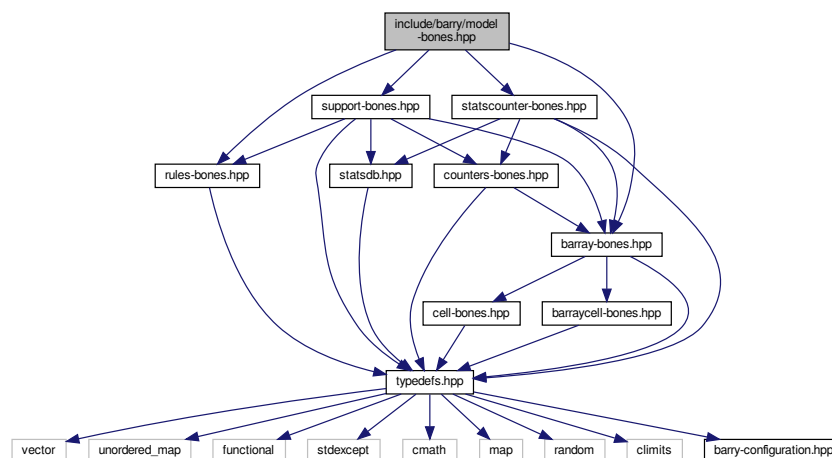 include/barry/model
-bones.hpp
support-bones.hpp
statscounter-bones.hpp
rules-bones.hpp
statsdb.hpp
counters-bones.hpp
barray-bones.hpp
cell-bones.hpp
barraycell-bones.hpp
typedefs.hpp
vector
unordered_map
functional
stdexcept
cmath
map
random
climits
barry-configuration.hpp